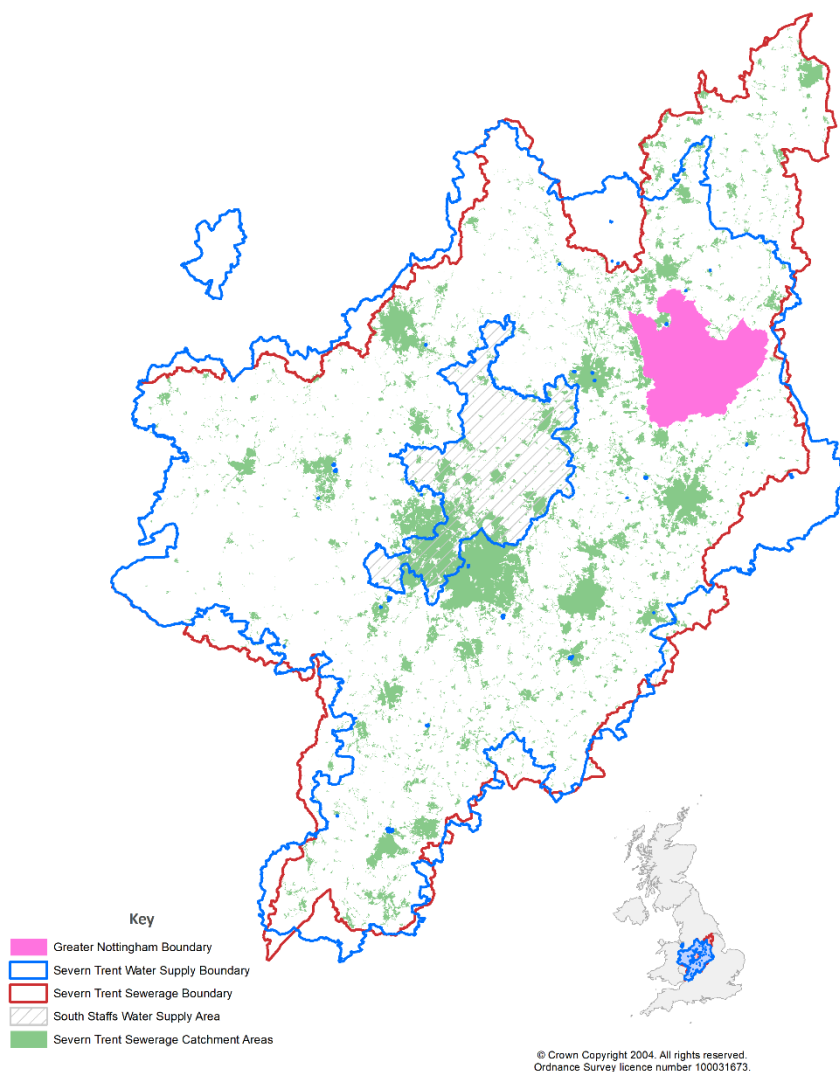 Key
Greater Nottingham Boundary
Severn Trent Water Supply Boundary
Severn Trent Sewerage Boundary
South Staffs Water Supply Area
Severn Trent Sewerage Catchment Areas
© Crown Copyright 2004. All rights reserved.
Ordnance Survey licence number 100031673.